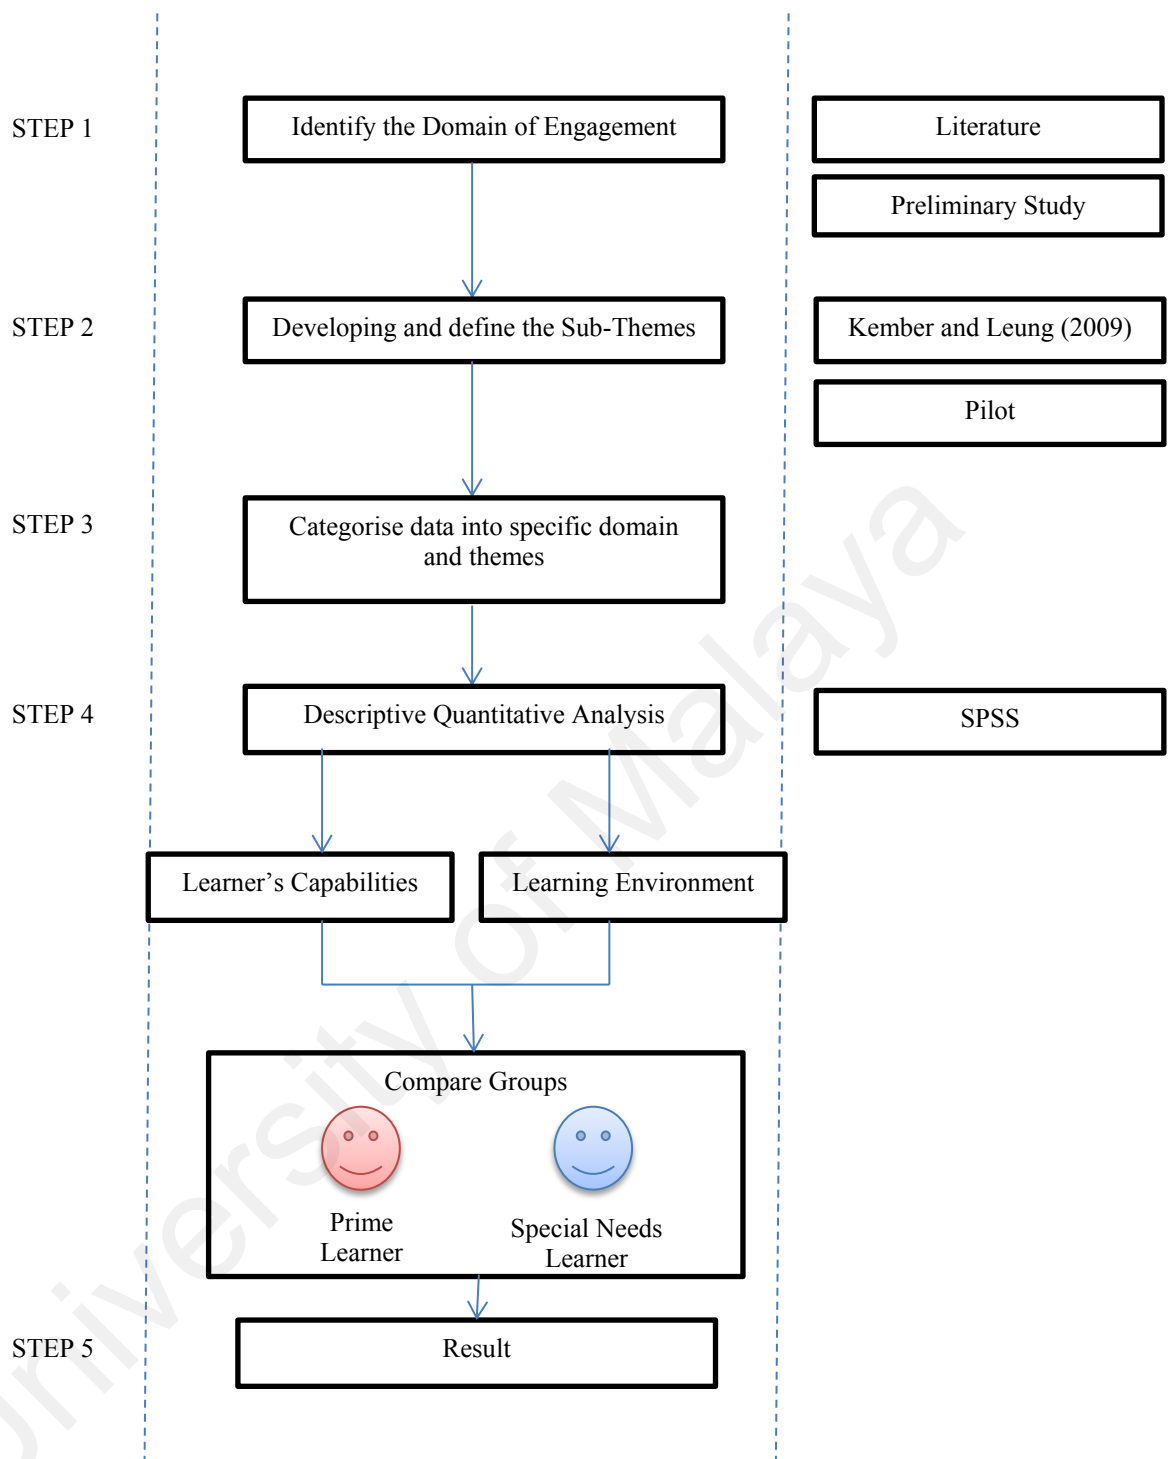 STEP 1
Identify the Domain of Engagement
Literature
Preliminary Study
STEP 2
Developing and define the Sub-Themes
Kember and Leung (2009)
Pilot
STEP 3
Categorise data into specific domain
and themes
STEP 4
Descriptive Quantitative Analysis
SPSS
Learner’s Capabilities
Learning Environment
Compare Groups
Prime
Learner
Special Needs
Learner
STEP 5
Result
University of Malaya